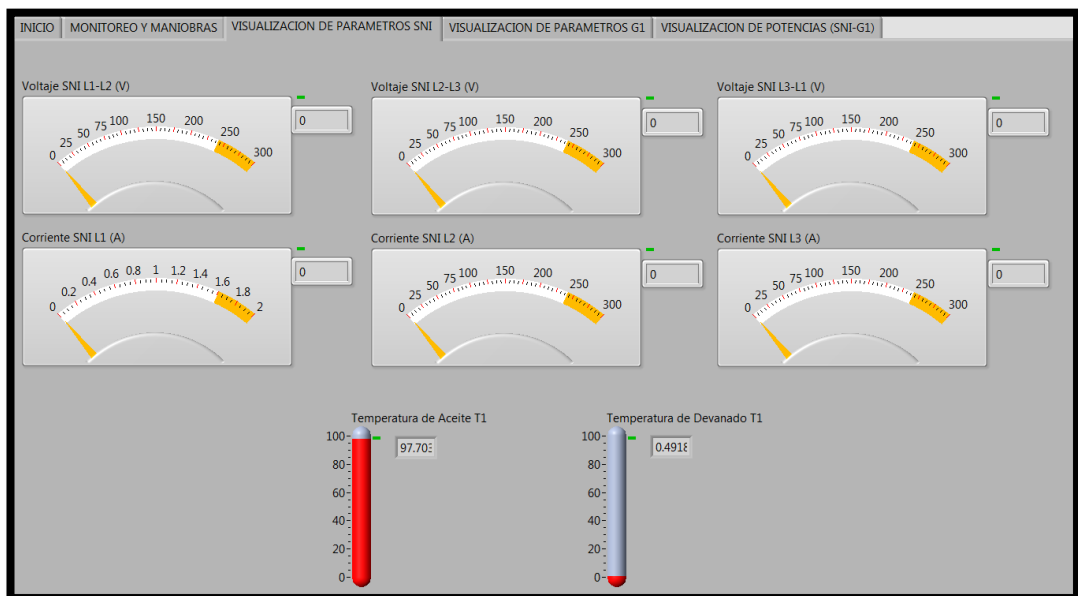 INICIO MONITOREO Y MANIOBRAS VISUALIZACION DE PARAMETROS SNI VISUALIZACION DE PARAMETROS G1 VISUALIZACION DE POTENCIAS (SNI-G1)
Voltaje SNI L1-L2 (V)
0 25 50 75 100 150 200 250 300
0
Voltaje SNI L2-L3 (V)
0 25 50 75 100 150 200 250 300
0
Voltaje SNI L3-L1 (V)
0 25 50 75 100 150 200 250 300
0
Corriente SNI L1 (A)
0 0.2 0.4 0.6 0.8 1 1.2 1.4 1.6 1.8 2
0
Corriente SNI L2 (A)
0 25 50 75 100 150 200 250 300
0
Corriente SNI L3 (A)
0 25 50 75 100 150 200 250 300
0
Temperatura de Aceite T1
100
80
60
40
20
0
97.703
Temperatura de Devanado T1
100
80
60
40
20
0
0.4918